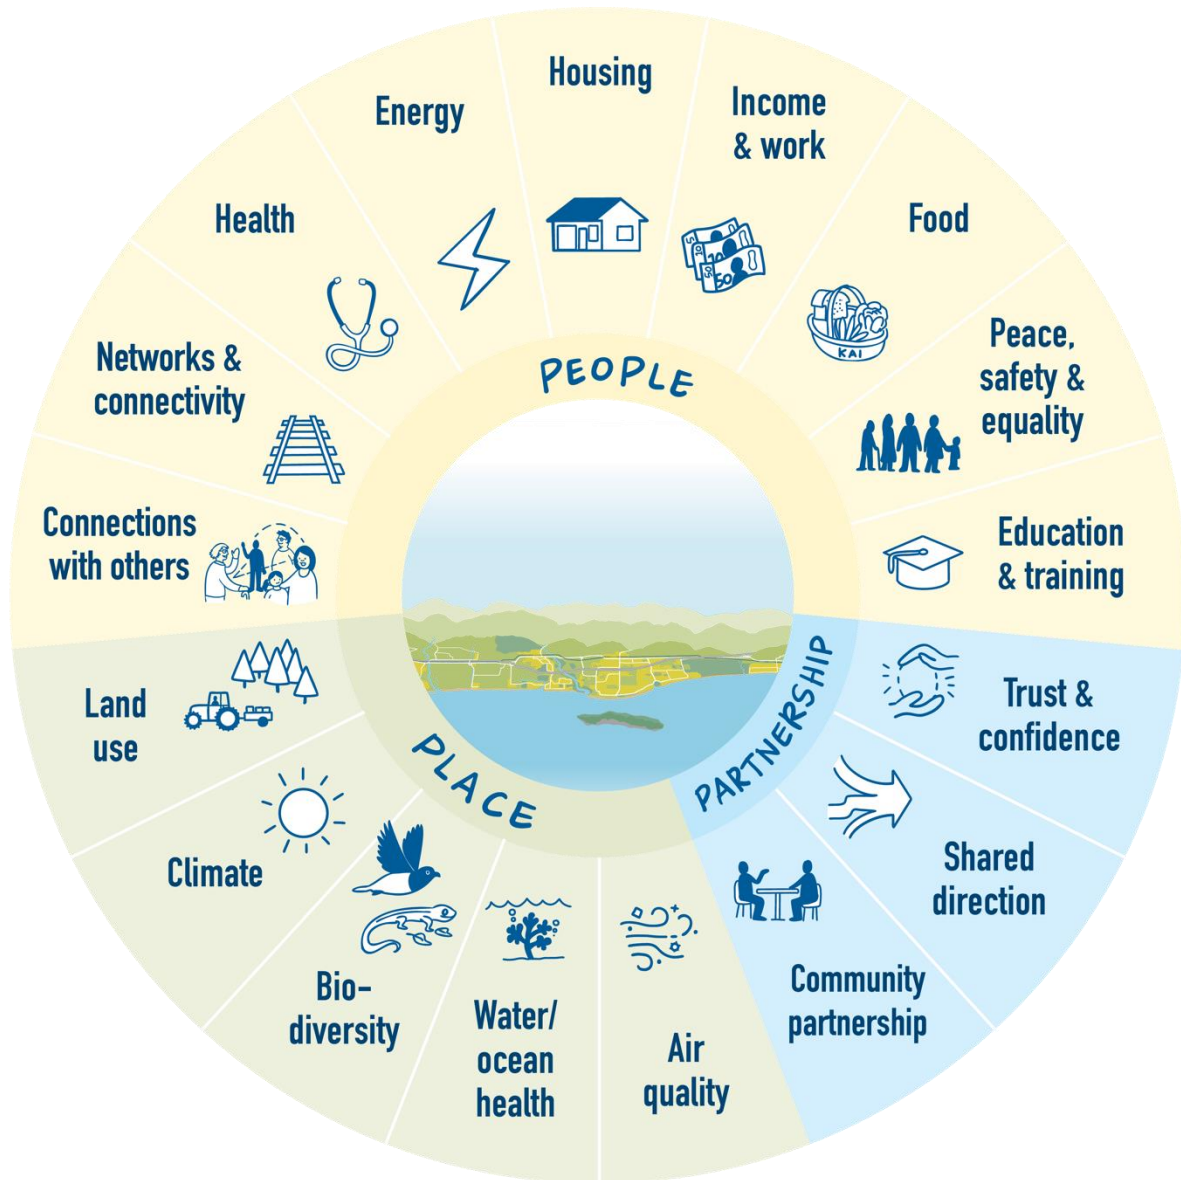 Housing
Income
& work
Food
Peace,
safety &
equality
Education
& training
Trust &
confidence
Shared
direction
Community
partnership
Air
quality
Water/
ocean
health
Bio-
diversity
Climate
Land
use
Connections
with others
Networks &
connectivity
Health
Energy
PEOPLE
PARTNERSHIP
PLACE
KAI
50